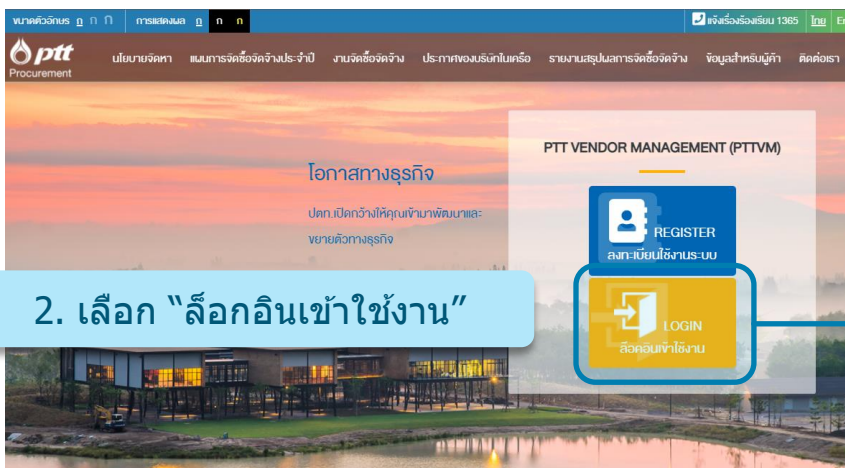 ขนาดตัวอักษร ก ก ก การแสดงผล ก ก ก แจ้งเรื่องร้องเรียน 1365 ไทย En
ptt
Procurement
นโยบายจัดหา แผนการจัดซื้อจัดจ้างประจำปี งานจัดซื้อจัดจ้าง ประกาศของบริษัทในเครือ รายงานสรุปผลการจัดซื้อจัดจ้าง ข้อมูลสำหรับผู้ค้า ติดต่อเรา
PTT VENDOR MANAGEMENT (PTTVM)
โอกาสทางธุรกิจ
ปตท.เปิดกว้างให้คุณเข้ามาพัฒนาและ
ขยายตัวทางธุรกิจ
REGISTER
ลงทะเบียนใช้งานระบบ
2. เลือก “ล็อกอินเข้าใช้งาน”
LOGIN
ล็อคอินเข้าใช้งาน